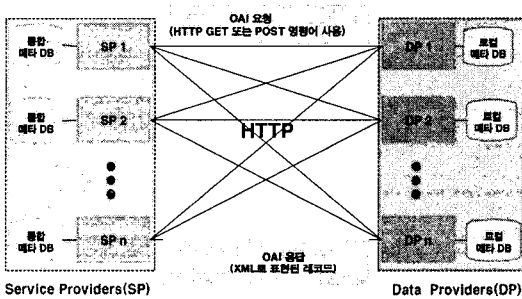 OAI 요청
(HTTP GET 또는 POST 명령어 사용)
통합
메타 DB
SP 1
DP 1
로컬
메타 DB
통합
메타 DB
SP 2
HTTP
DP 2
로컬
메타 DB
통합
메타 DB
SP n
DP n
로컬
메타 DB
OAI 응답
(XML로 표현된 레코드)
Service Providers(SP)
Data Providers(DP)